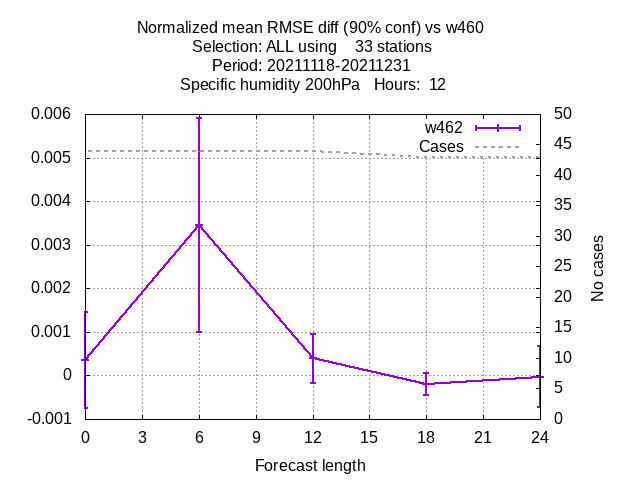 Normalized mean RMSE diff (90% conf) vs w460
Selection: ALL using    33 stations
Period: 20211118-20211231
Specific humidity 200hPa   Hours:  12
w462
Cases
0.006
0.005
0.004
0.003
0.002
0.001
0
-0.001
50
45
40
35
30
25
20
15
10
5
0
No cases
0 3 6 9 12 15 18 21 24
Forecast length